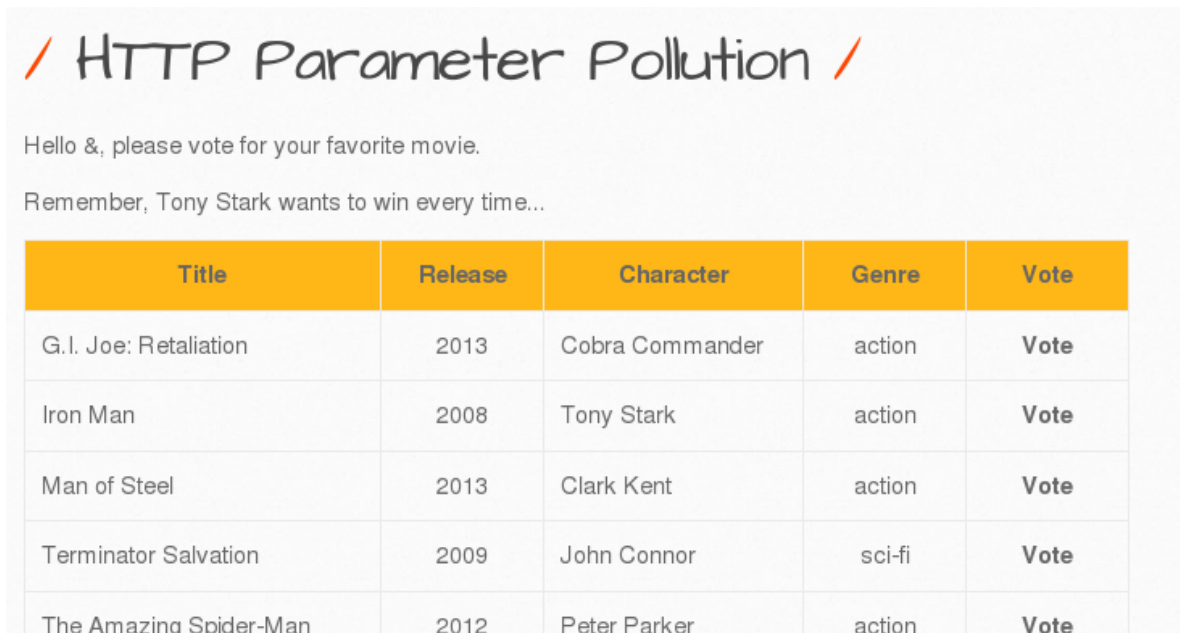 / HTTP Parameter Pollution /
Hello &, please vote for your favorite movie.
Remember, Tony Stark wants to win every time...
Title Release Character Genre Vote
G.I. Joe: Retaliation 2013 Cobra Commander action Vote
Iron Man 2008 Tony Stark action Vote
Man of Steel 2013 Clark Kent action Vote
Terminator Salvation 2009 John Connor sci-fi Vote
The Amazing Spider-Man 2012 Peter Parker action Vote